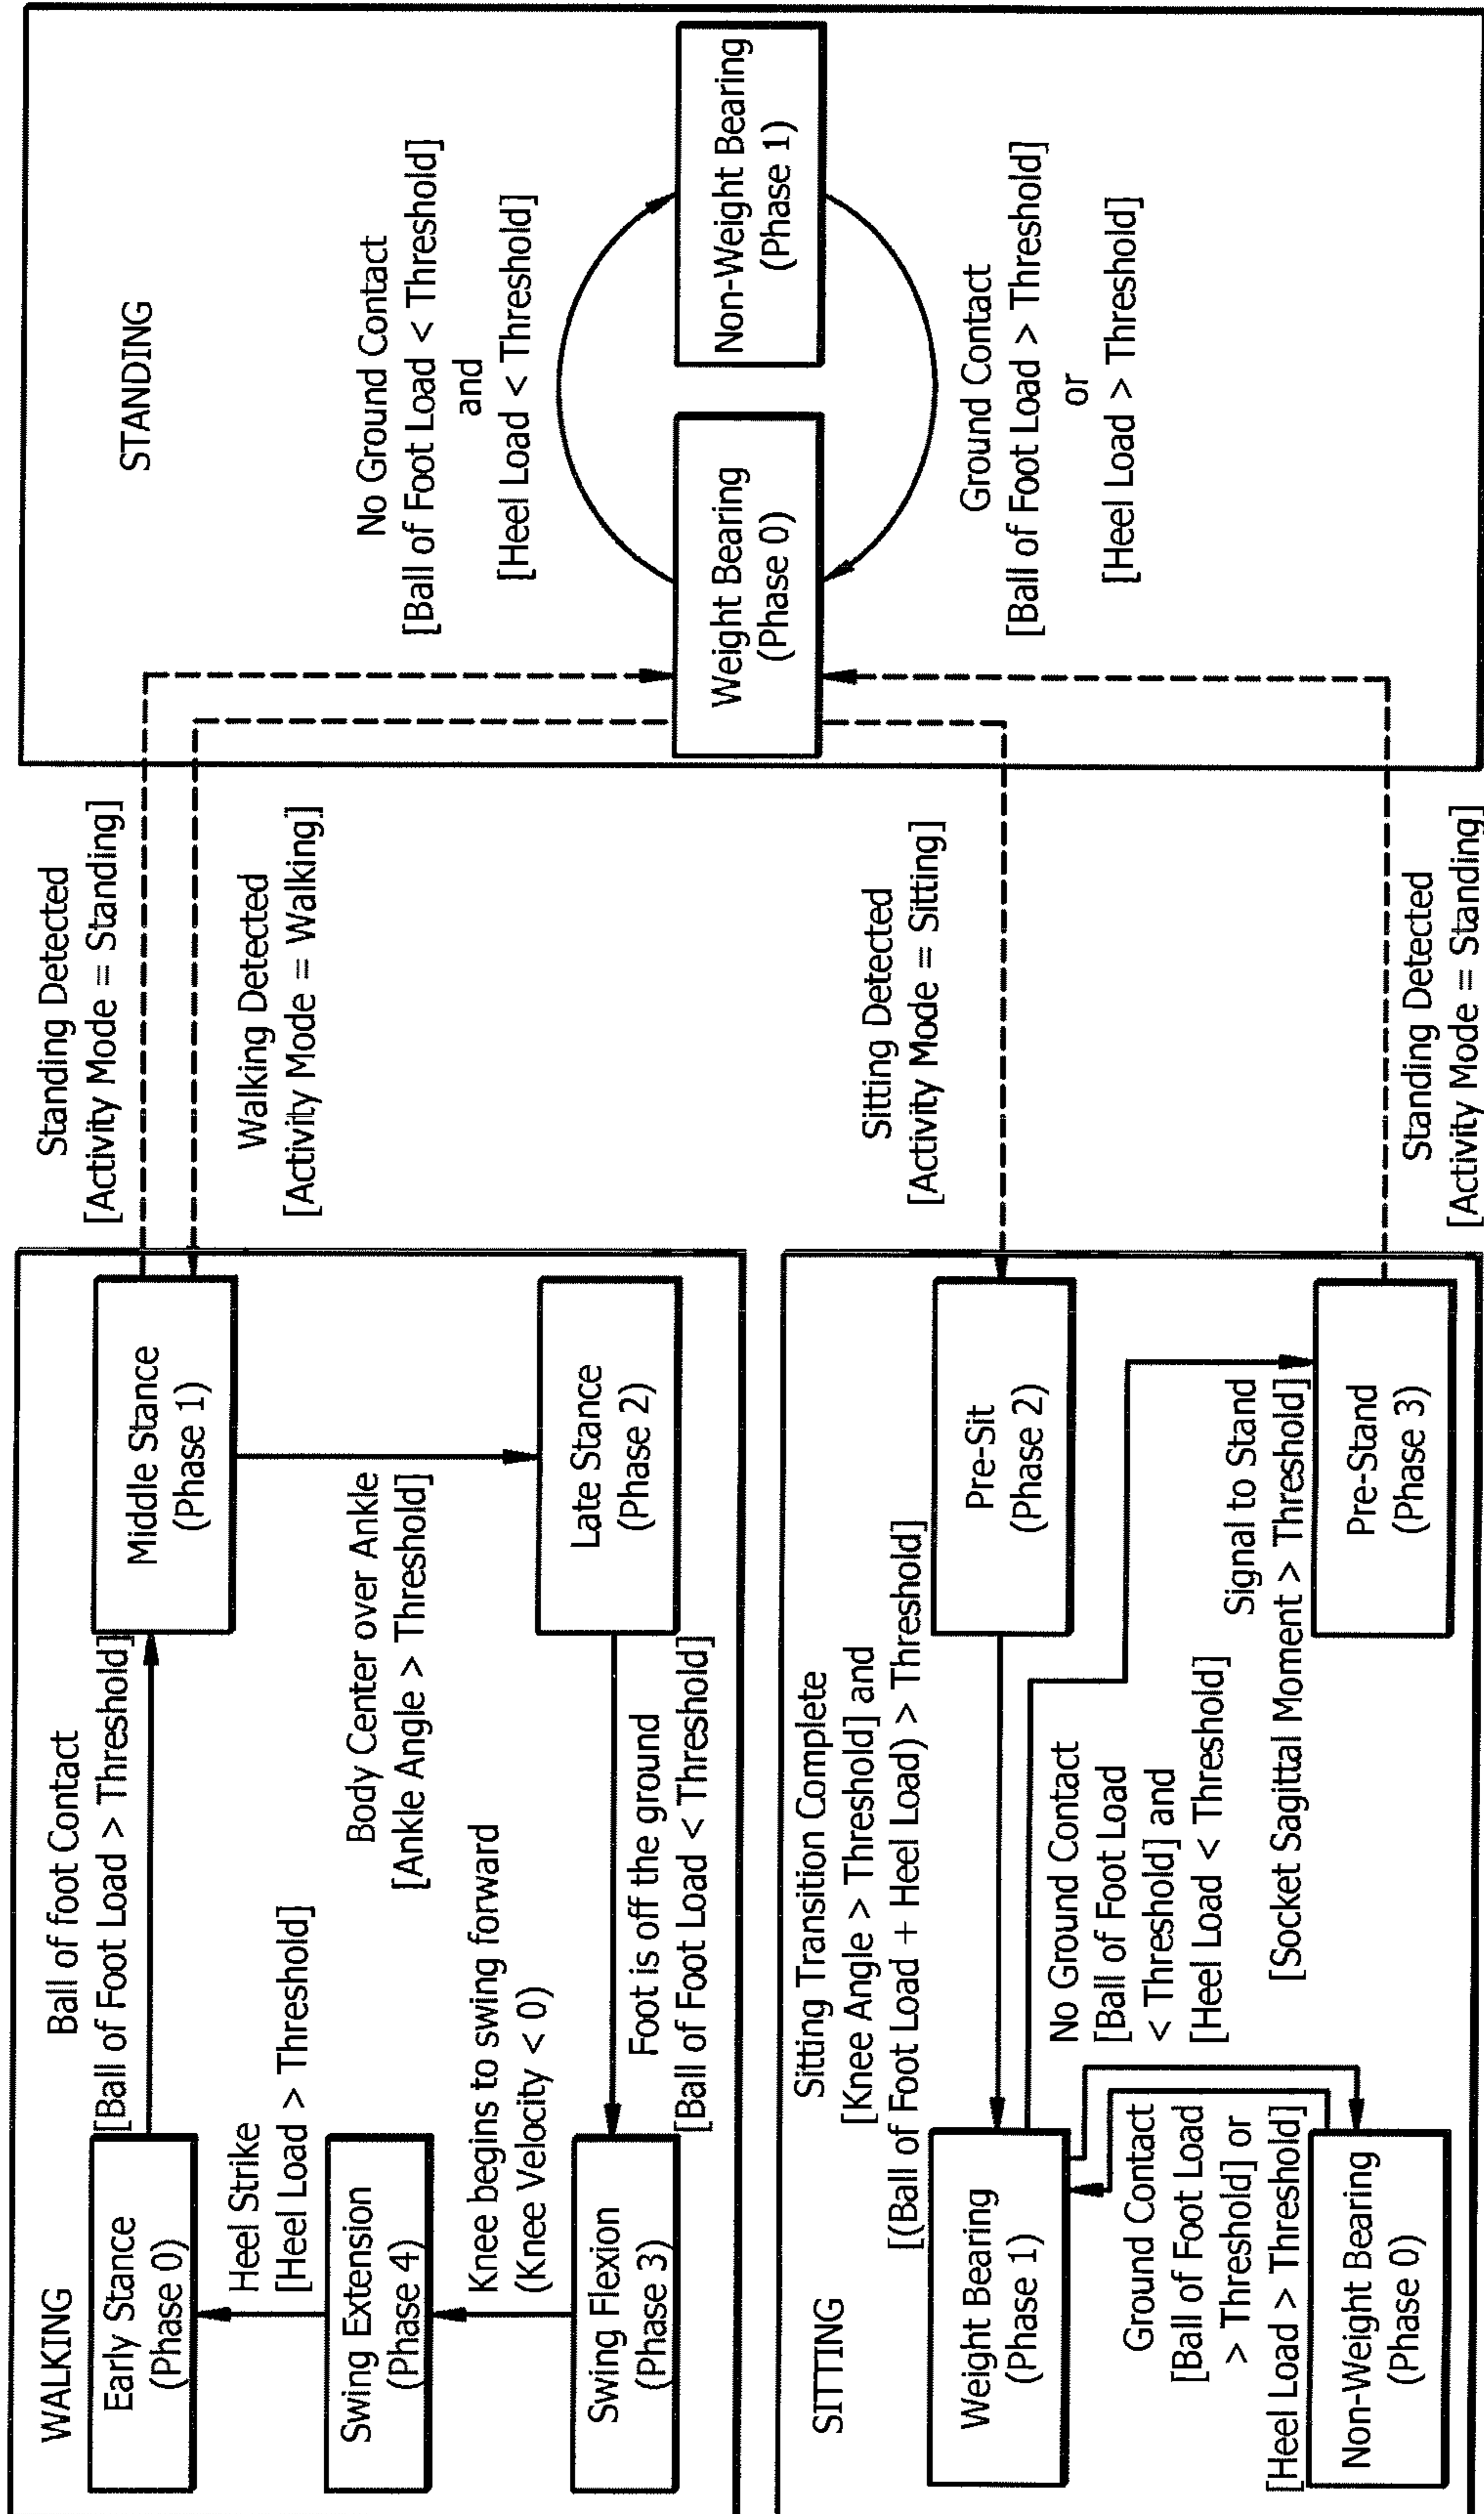 WALKING
Early Stance
(Phase 0)
Ball of foot Contact
[Ball of Foot Load > Threshold]
Middle Stance
(Phase 1)
Heel Strike
[Heel Load > Threshold]
Swing Extension
(Phase 4)
Body Center over Ankle
[Ankle Angle > Threshold]
Knee begins to swing forward
(Knee Velocity < 0)
Swing Flexion
(Phase 3)
Foot is off the ground
[Ball of Foot Load < Threshold]
Late Stance
(Phase 2)
Standing Detected
[Activity Mode = Standing]
Walking Detected
[Activity Mode = Walking]
SITTING
Sitting Transition Complete
[Knee Angle > Threshold] and
[(Ball of Foot Load + Heel Load) > Threshold]
Weight Bearing
(Phase 1)
Pre-Sit
(Phase 2)
No Ground Contact
[Ball of Foot Load
< Threshold] and
[Heel Load < Threshold]
Ground Contact
[Ball of Foot Load
> Threshold] or
[Heel Load > Threshold]
Non-Weight Bearing
(Phase 0)
Signal to Stand
[Socket Sagittal Moment > Threshold]
Pre-Stand
(Phase 3)
Sitting Detected
[Activity Mode = Sitting]
Standing Detected
[Activity Mode = Standing]
STANDING
No Ground Contact
[Ball of Foot Load < Threshold]
and
[Heel Load < Threshold]
Weight Bearing
(Phase 0)
Non-Weight Bearing
(Phase 1)
Ground Contact
[Ball of Foot Load > Threshold]
or
[Heel Load > Threshold]